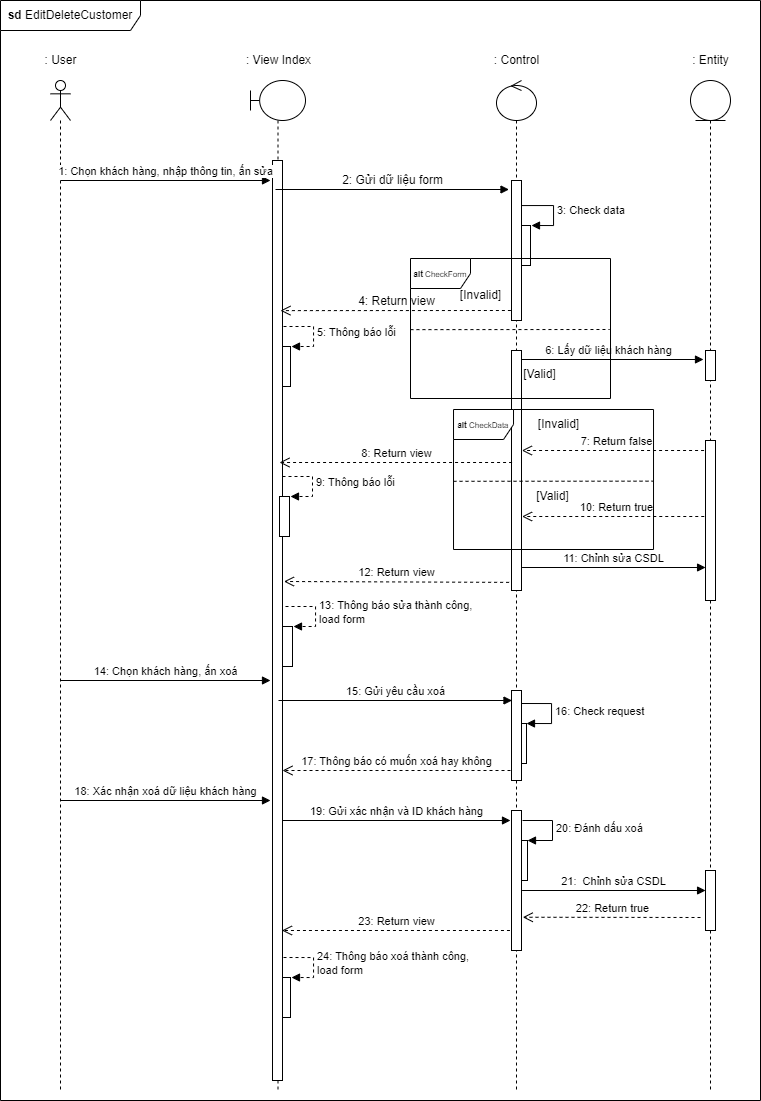 sd EditDeleteCustomer
: User
: View Index
: Control
: Entity
1: Chọn khách hàng, nhập thông tin, ấn sửa
2: Gửi dữ liệu form
3: Check data
alt CheckForm
[Invalid]
4: Return view
5: Thông báo lỗi
6: Lấy dữ liệu khách hàng
[Valid]
alt CheckData
[Invalid]
7: Return false
8: Return view
9: Thông báo lỗi
[Valid]
10: Return true
11: Chỉnh sửa CSDL
12: Return view
13: Thông báo sửa thành công,
load form
14: Chọn khách hàng, ấn xoá
15: Gửi yêu cầu xoá
16: Check request
17: Thông báo có muốn xoá hay không
18: Xác nhận xoá dữ liệu khách hàng
19: Gửi xác nhận và ID khách hàng
20: Đánh dấu xoá
21: Chỉnh sửa CSDL
22: Return true
23: Return view
24: Thông báo xoá thành công,
load form